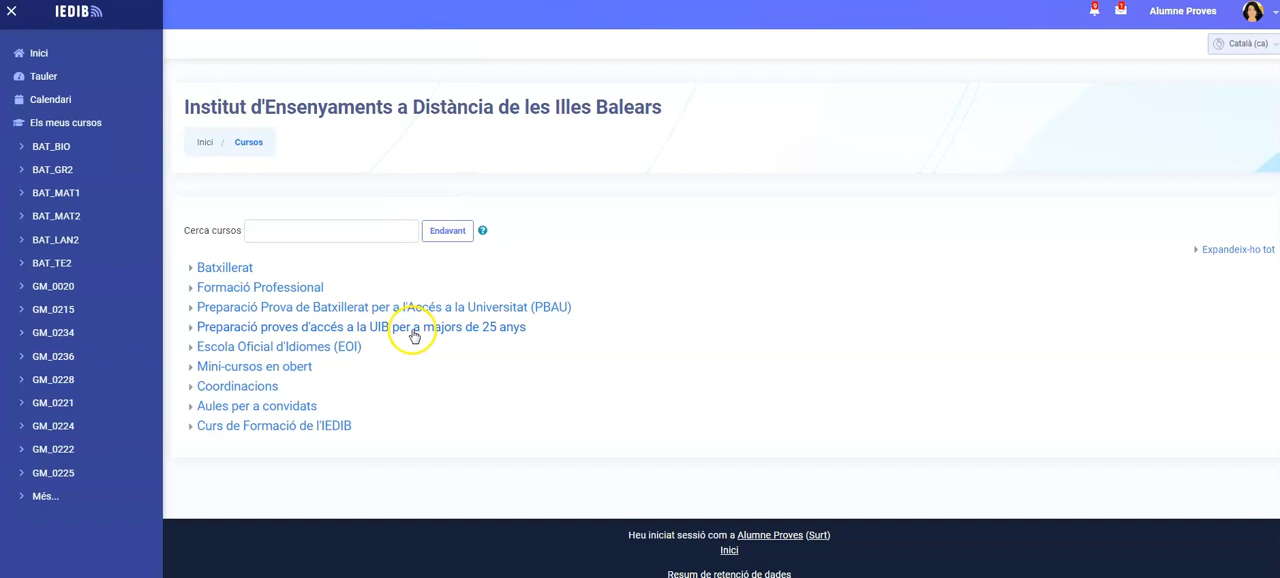 IEDIB
Inici
Tauler
Calendari
Els meus cursos
BAT_BIO
BAT_GR2
BAT_MAT1
BAT_MAT2
BAT_LAN2
BAT_TE2
GM_0020
GM_0215
GM_0234
GM_0236
GM_0228
GM_0221
GM_0224
GM_0222
GM_0225
Més...
0
1
Alumne Proves
Català (ca)
Institut d'Ensenyaments a Distància de les Illes Balears
Inici / Cursos
Cerca cursos Endavant ?
Expandeix-ho tot
Batxillerat
Formació Professional
Preparació Prova de Batxillerat per a l'Accés a la Universitat (PBAU)
Preparació proves d'accés a la UIB per a majors de 25 anys
Escola Oficial d'Idiomes (EOI)
Mini-cursos en obert
Coordinacions
Aules per a convidats
Curs de Formació de l'IEDIB
Heu iniciat sessió com a Alumne Proves (Surt)
Inici
Resum de retenció de dades